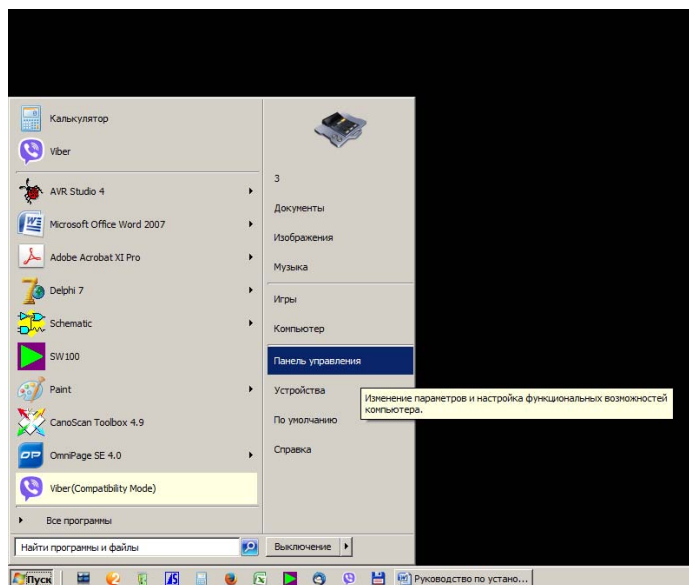 Калькулятор
Viber
AVR Studio 4
Microsoft Office Word 2007
Adobe Acrobat XI Pro
Delphi 7
Schematic
SW100
Paint
CanoScan Toolbox 4.9
OmniPage SE 4.0
Viber(Compatibility Mode)
Все программы
Найти программы и файлы
3
Документы
Изображения
Музыка
Игры
Компьютер
Панель управления
Устройства
По умолчанию
Справка
Изменение параметров и настройка функциональных возможностей
компьютера.
Выключение
Пуск
Руководство по устано...